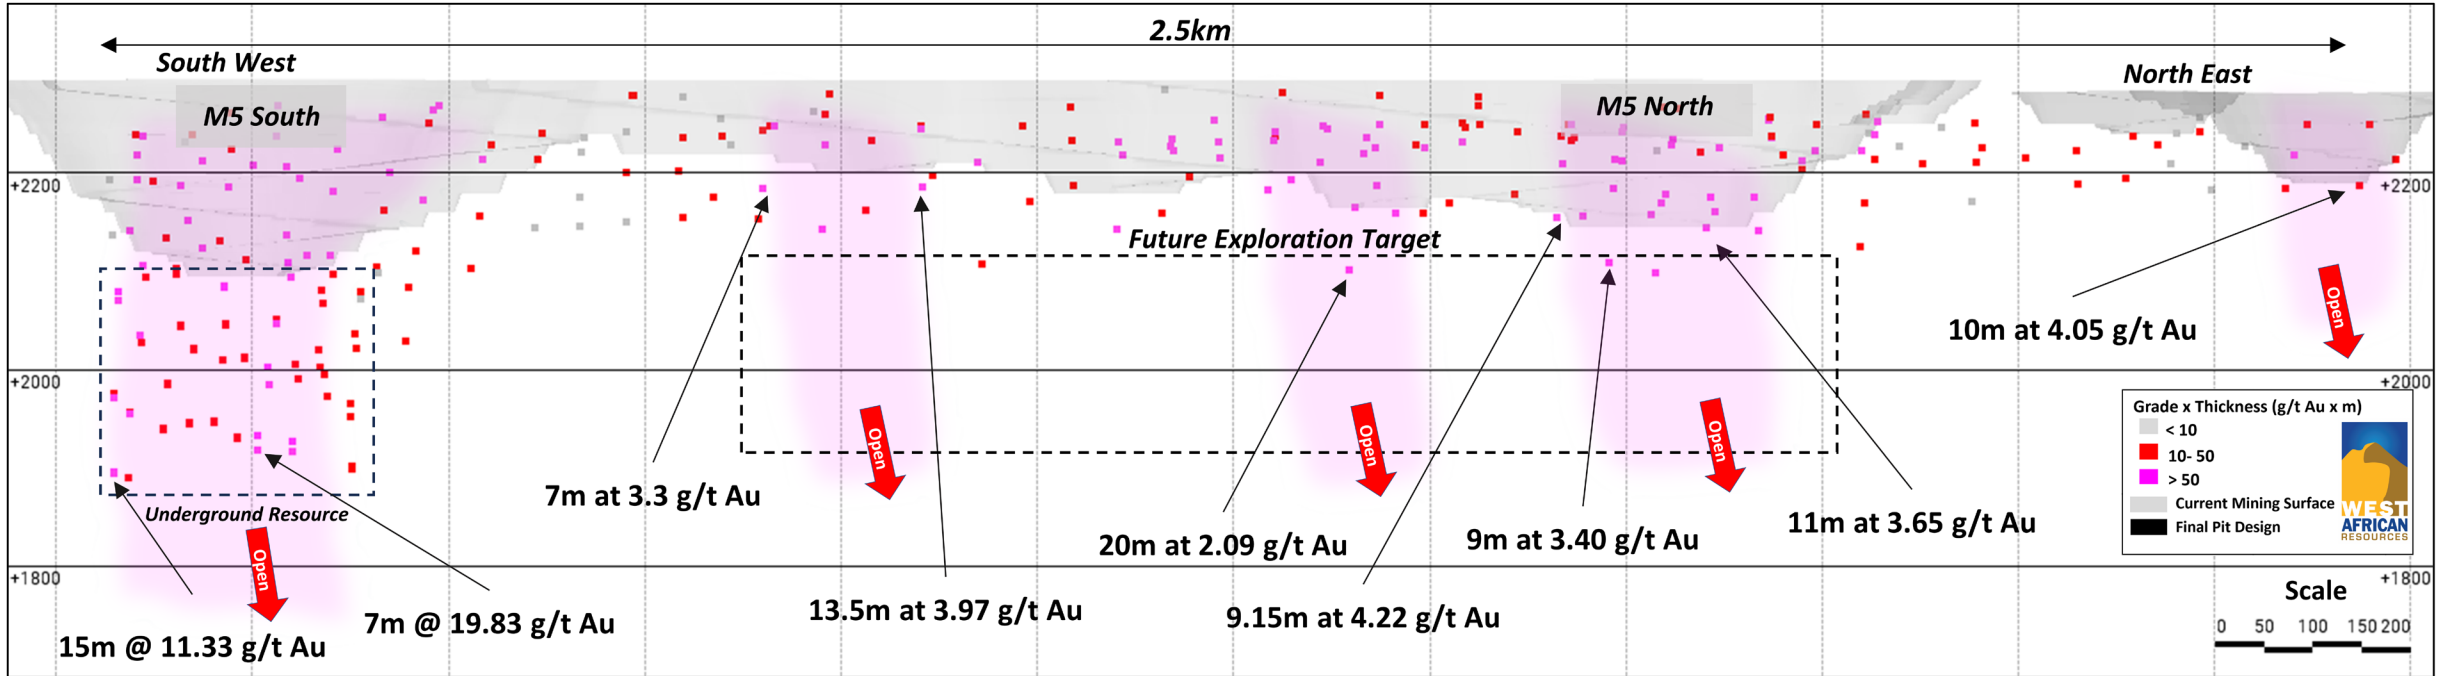 2.5km
South West
North East
M5 South
M5 North
+2200
+2200
Future Exploration Target
10m at 4.05 g/t Au
Open
+2000
+2000
Grade x Thickness (g/t Au x m)
< 10
10- 50
> 50
Current Mining Surface
Final Pit Design
WEST
AFRICAN
RESOURCES
Open
Open
Open
7m at 3.3 g/t Au
Underground Resource
11m at 3.65 g/t Au
20m at 2.09 g/t Au
9m at 3.40 g/t Au
Open
+1800
+1800
Scale
0 50 100 150 200
13.5m at 3.97 g/t Au
9.15m at 4.22 g/t Au
7m @ 19.83 g/t Au
15m @ 11.33 g/t Au